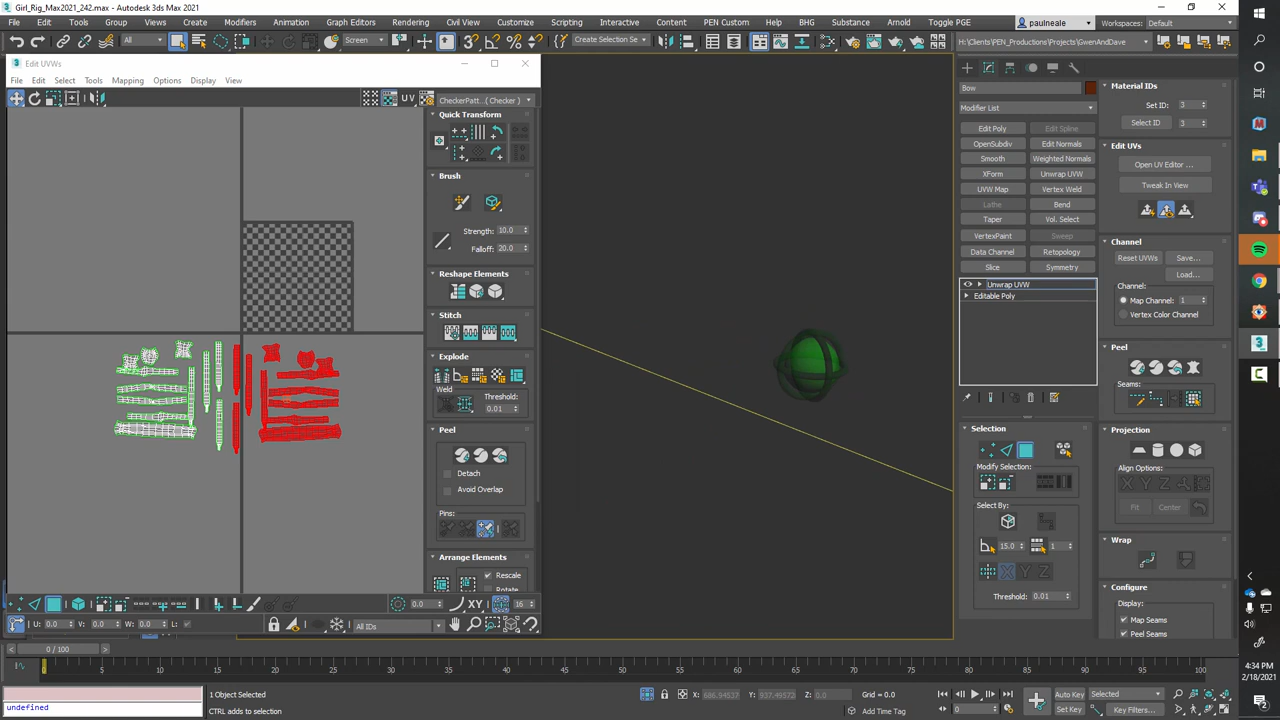 Girl_Rig_Max2021_242.max - Autodesk 3ds Max 2021
File Edit Tools Group Views Create Modifiers Animation Graph Editors Rendering Civil View Customize Scripting Interactive Content PEN Custom Help BHG Substance Arnold Toggle PGE paulneale Workspaces: Default
All Screen Create Selection Se H:\Clients\PEN_Productions\Projects\GwenAndDave
Edit UVWs
File Edit Select Tools Mapping Options Display View
UV CheckerPatt...( Checker )
Quick Transform
Brush
Strength: 10.0
Falloff: 20.0
Reshape Elements
Stitch
Explode
Weld Threshold:
0.01
Peel
Detach
Avoid Overlap
Pins:
Arrange Elements
Rescale
Rotate
0.0 XY 16
U: 0.0 V: 0.0 W: 0.0 L: All IDs
Bow
Modifier List
Edit Poly Edit Spline
OpenSubdiv Edit Normals
Smooth Weighted Normals
XForm Unwrap UVW
UVW Map Vertex Weld
Lathe Bend
Taper Vol. Select
VertexPaint Sweep
Data Channel Retopology
Slice Symmetry
Unwrap UVW
Editable Poly
Selection
Modify Selection:
Select By:
15.0 1
X Y Z
Threshold: 0.01
Material IDs
Set ID: 3
Select ID 3
Edit UVs
Open UV Editor ...
Tweak In View
Channel
Reset UVWs Save...
Load...
Channel:
Map Channel: 1
Vertex Color Channel
Peel
Seams:
Projection
Align Options:
X Y Z
Fit Center
Wrap
Configure
Display:
Map Seams
Peel Seams
0 / 100
0 5 10 15 20 25 30 35 40 45 50 55 60 65 70 75 80 85 90 95 100
undefined
1 Object Selected
CTRL adds to selection
X: 686.94537 Y: 937.49572 Z: 0.0 Grid = 0.0
Add Time Tag
0
Auto Key Selected
Set Key Key Filters...
4:34 PM
2/18/2021